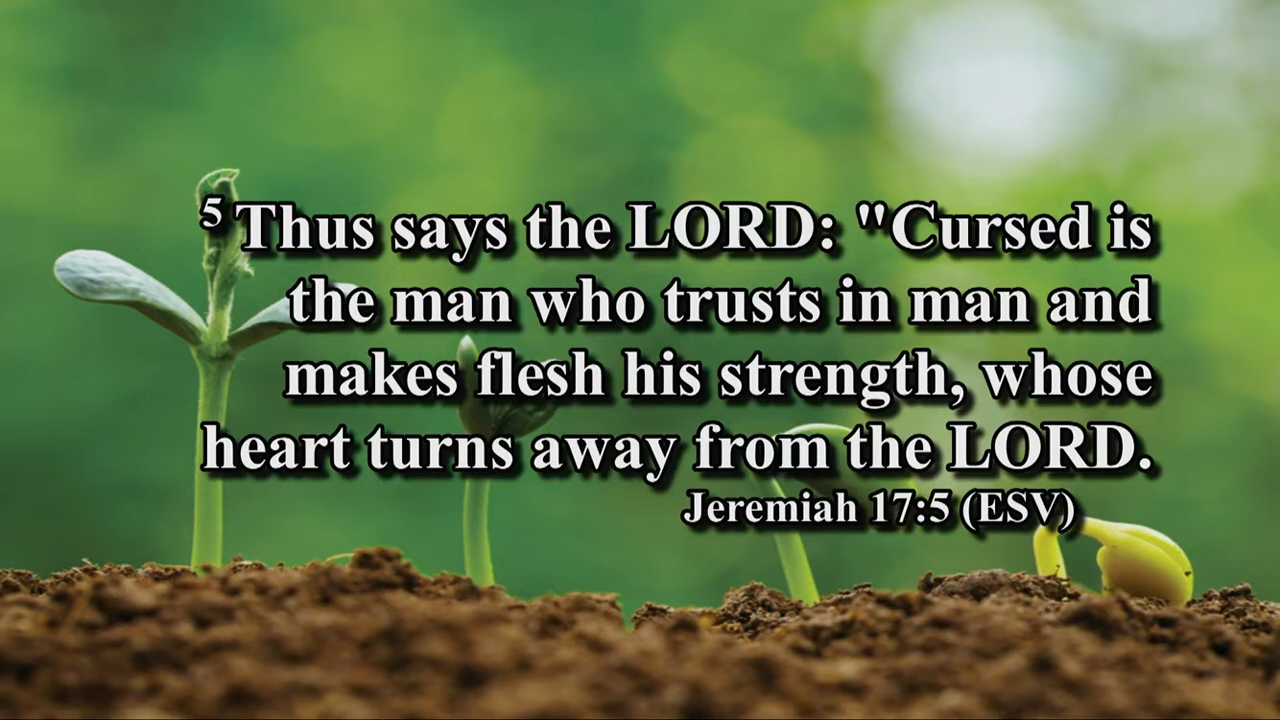 5 Thus says the LORD: "Cursed is
the man who trusts in man and
makes flesh his strength, whose
heart turns away from the LORD.
Jeremiah 17:5 (ESV)